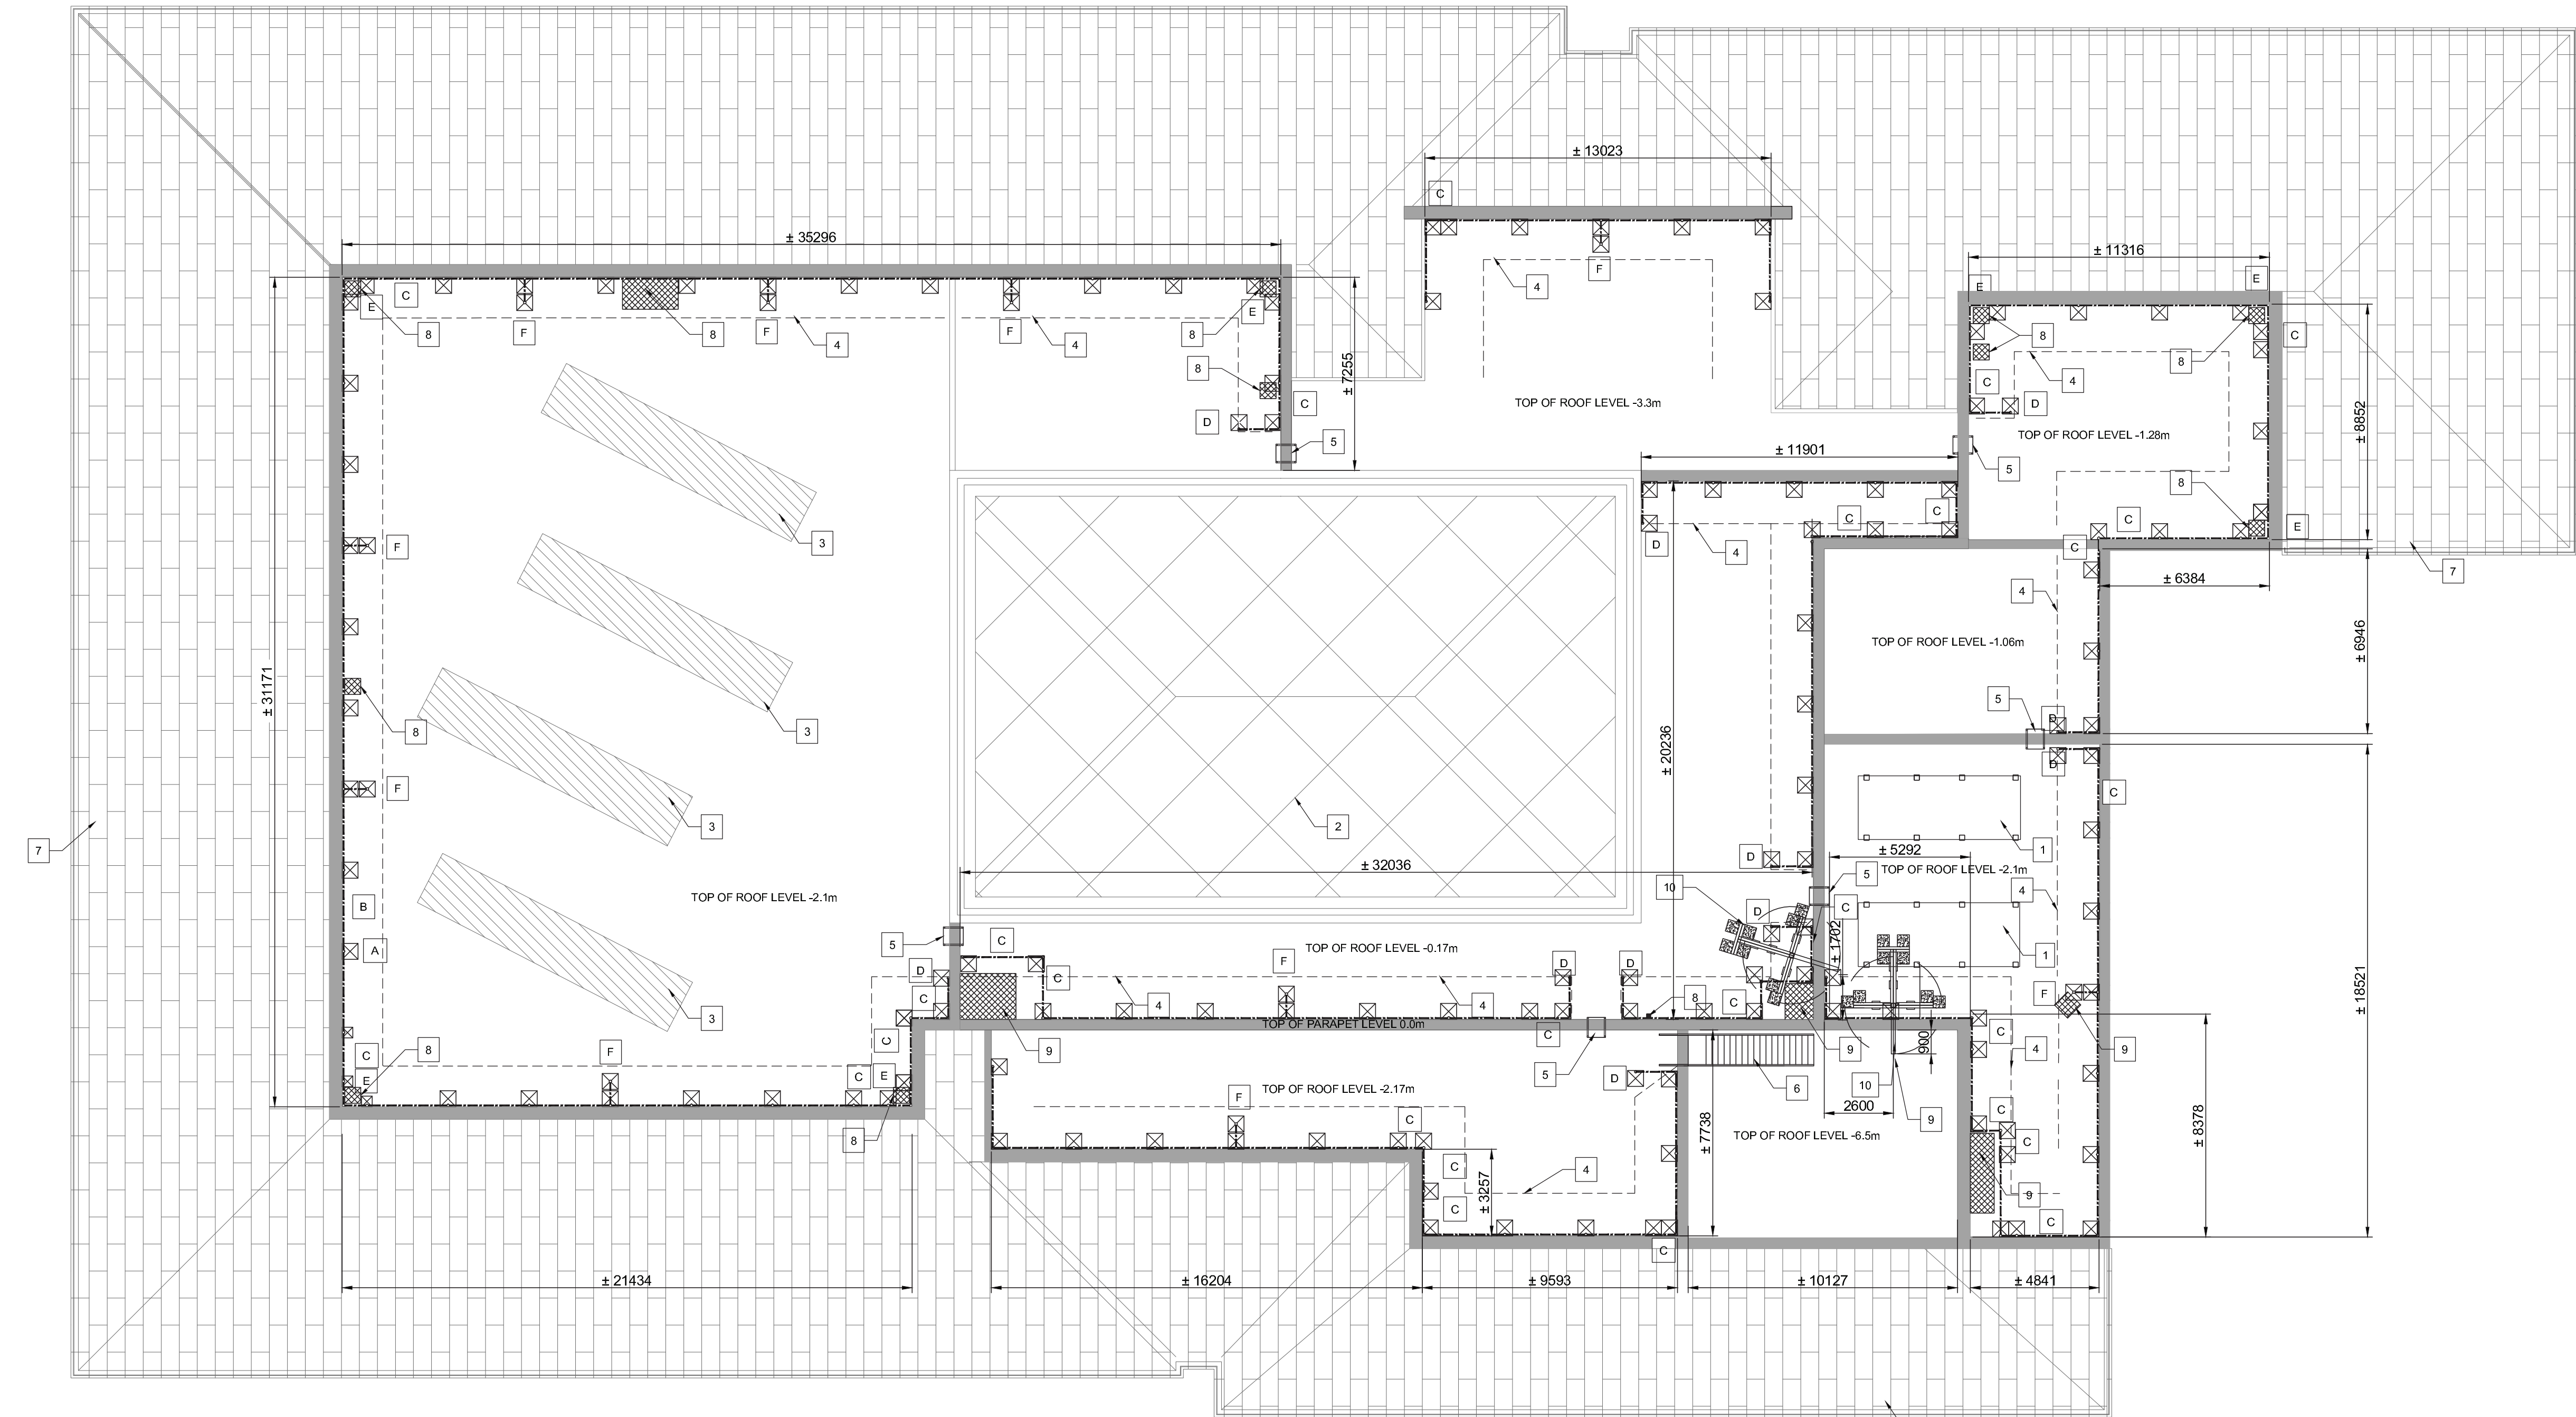 ± 13023
C
± 35296
± 11316
E
E
C
E
8
F
8
F
4
F
4
8
E
F
4
8
8
C
± 7255
8
C
4
D
C
D
5
± 8852
TOP OF ROOF LEVEL -3.3m
TOP OF ROOF LEVEL -1.28m
± 11901
5
8
3
F
D
4
C
C
C
C
E
7
± 6384
4
± 6946
TOP OF ROOF LEVEL -1.06m
± 31171
8
3
5
D
± 20236
D
F
C
3
2
7
1
± 18521
± 32036
± 5292
D
5
TOP OF ROOF LEVEL -2.1m
10
4
TOP OF ROOF LEVEL -2.1m
B
D
C
A
5
C
TOP OF ROOF LEVEL -0.17m
± 1702
1
D
C
F
D
D
F
C
4
4
8
C
3
TOP OF PARAPET LEVEL 0.0m
C
C
C
F
8
9
C
9
900
4
9
E
C
E
TOP OF ROOF LEVEL -2.17m
5
D
6
10
F
2600
8
C
9
C
± 8378
± 7738
TOP OF ROOF LEVEL -6.5m
C
C
4
± 3257
9
C
C
C
± 21434
± 16204
± 9593
± 10127
± 4841